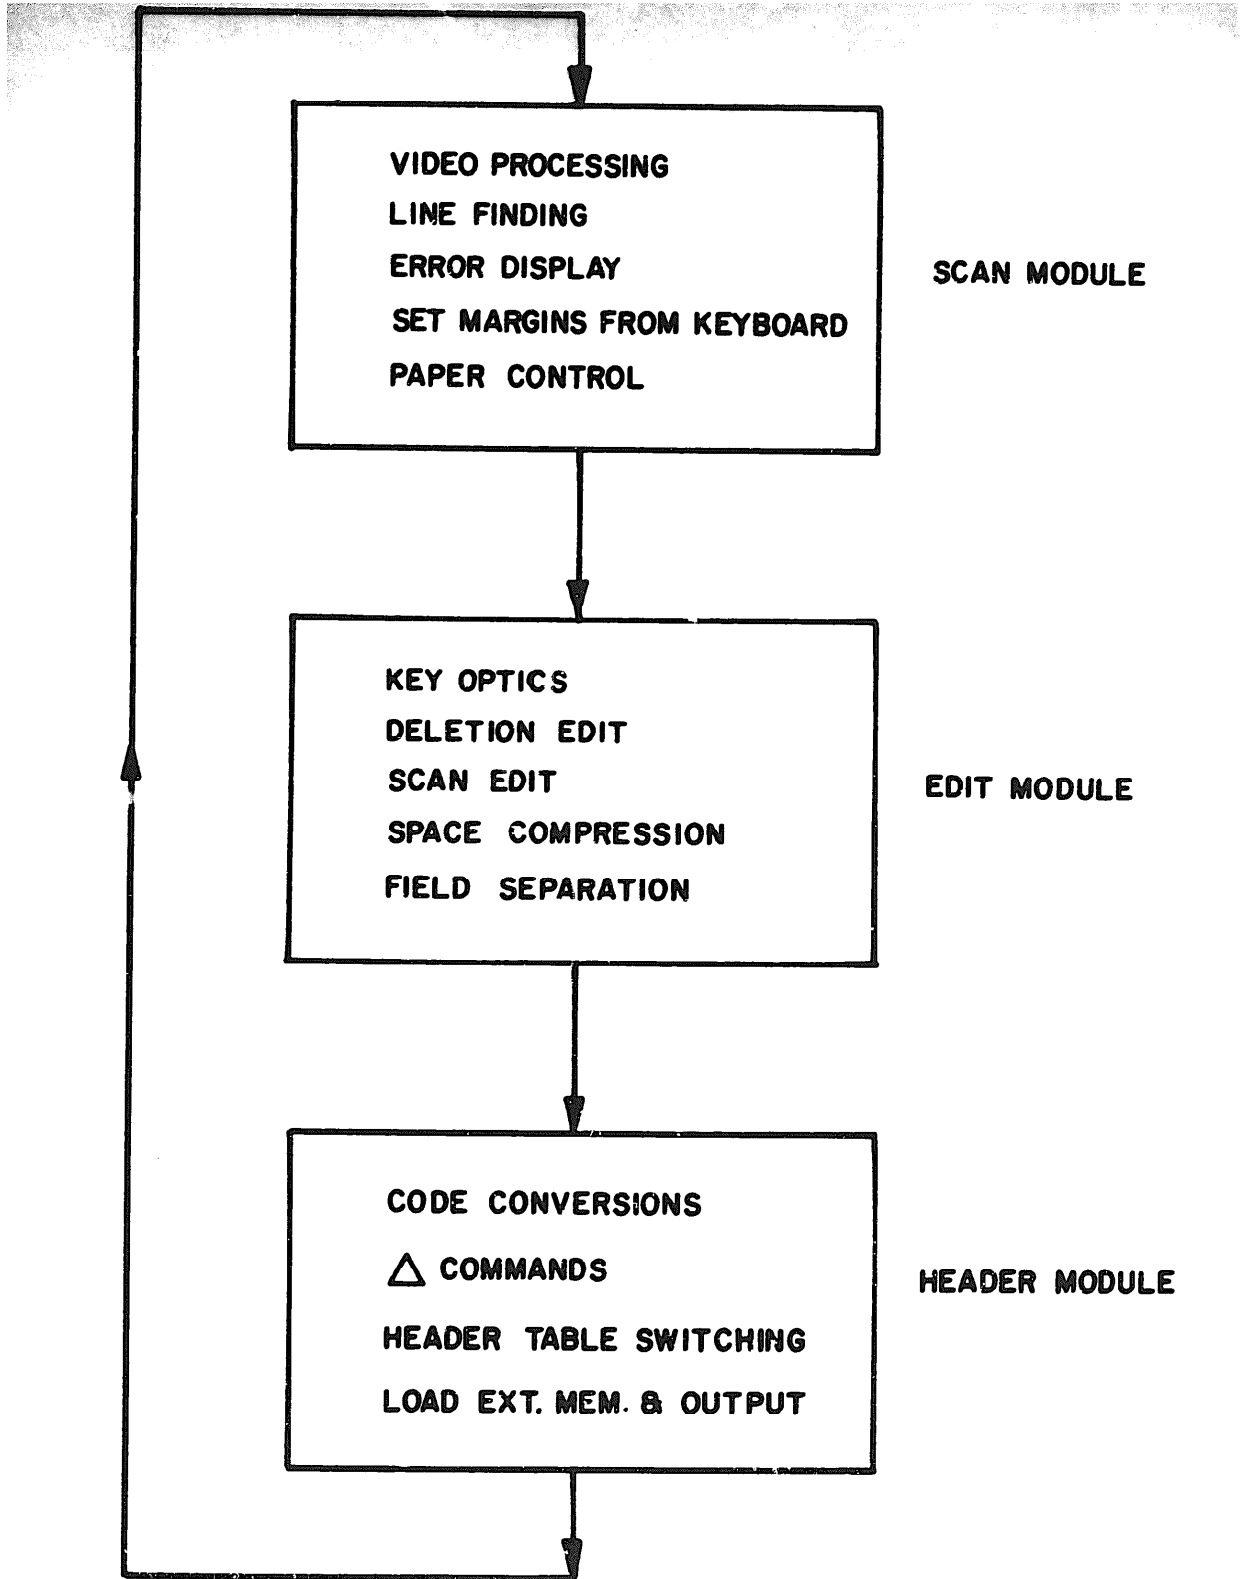 VIDEO PROCESSING
LINE FINDING
ERROR DISPLAY
SET MARGINS FROM KEYBOARD
PAPER CONTROL
SCAN MODULE
KEY OPTICS
DELETION EDIT
SCAN EDIT
SPACE COMPRESSION
FIELD SEPARATION
EDIT MODULE
CODE CONVERSIONS
△ COMMANDS
HEADER TABLE SWITCHING
LOAD EXT. MEM. & OUTPUT
HEADER MODULE